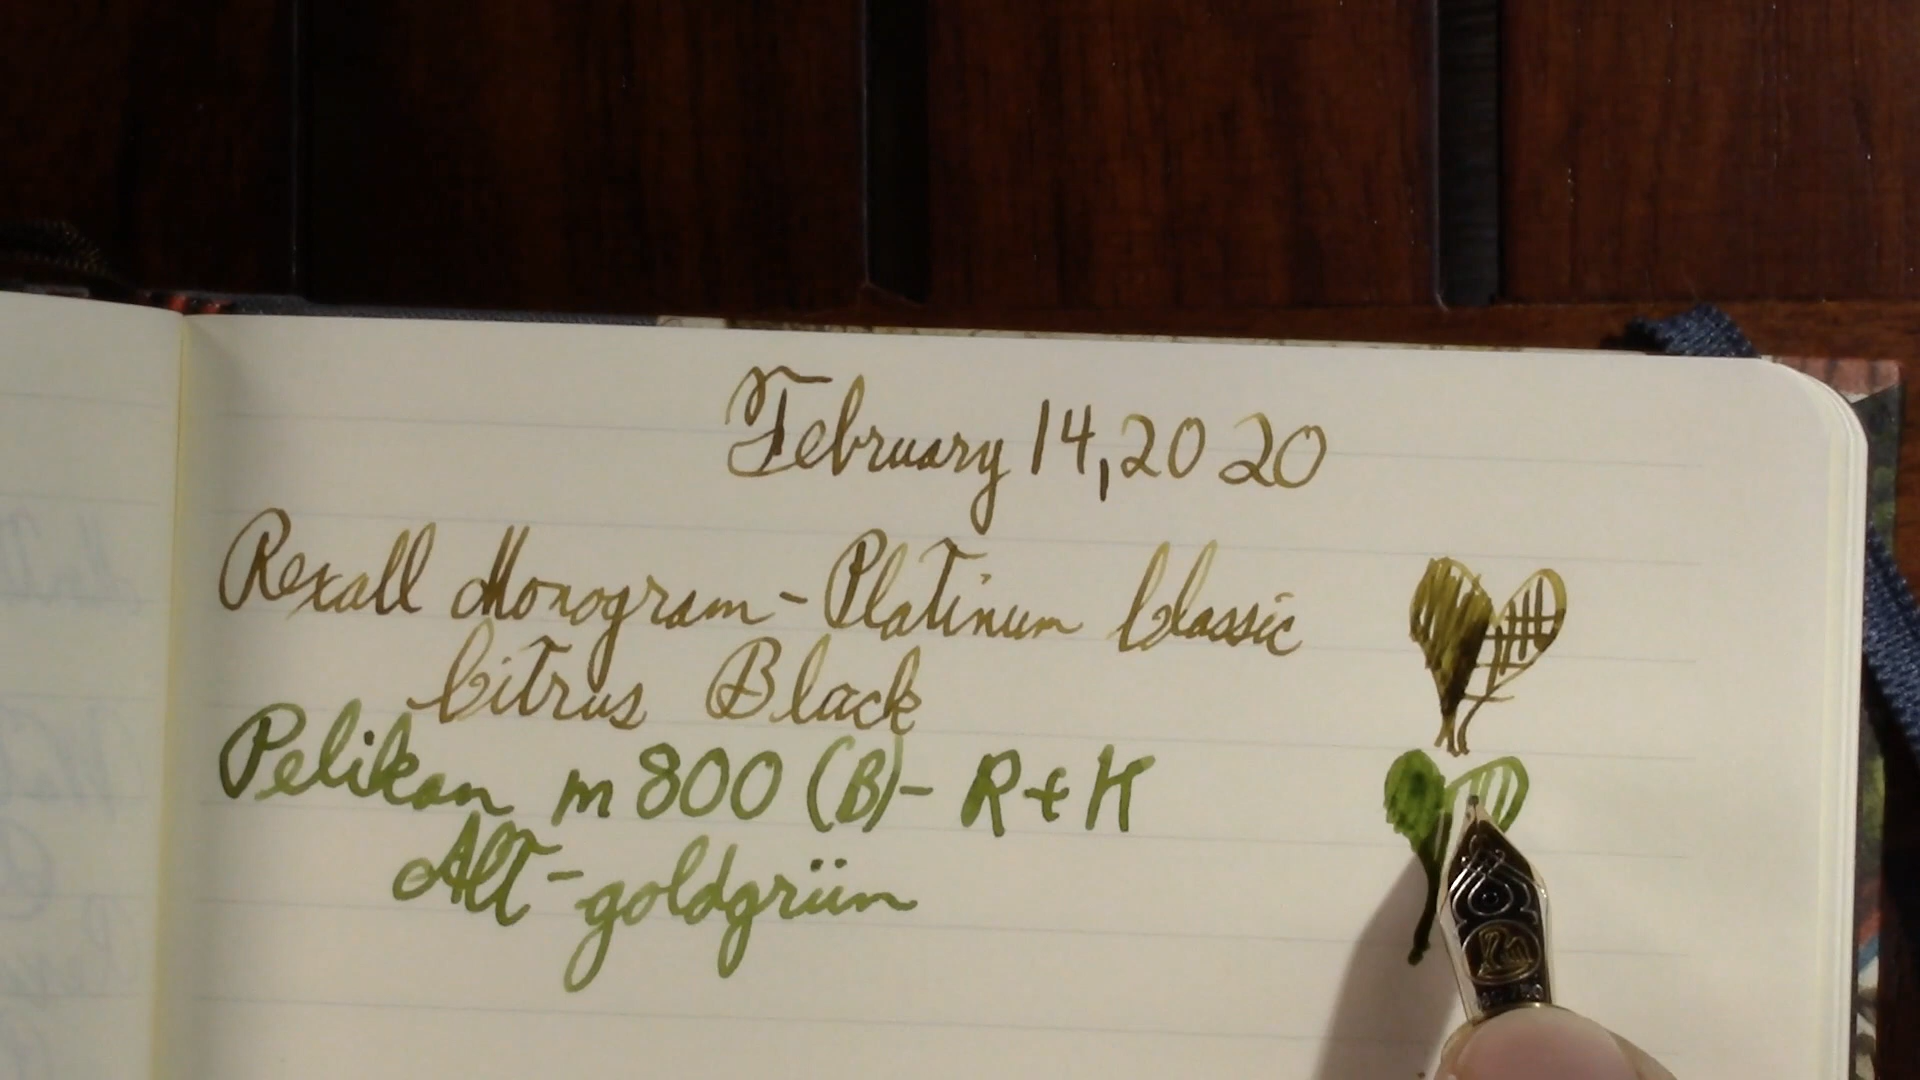 February 14, 2020
Rexall Monogram - Platinum Classic
Citrus Black
Pelikan m800 (B) - R + K
Alt-goldgrün